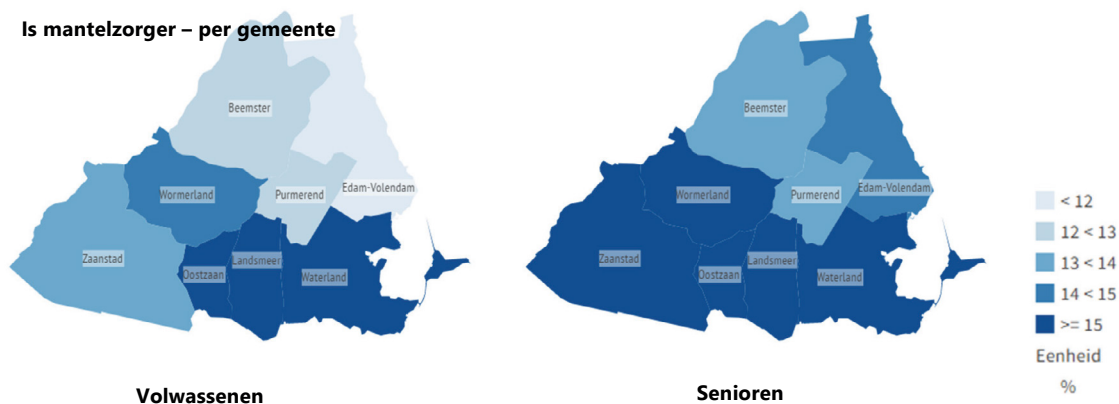 Is mantelzorger – per gemeente
Beemster
Wormerland
Purmerend
Edam-Volendam
Zaanstad
Oostzaan
Landsmeer
Waterland
Volwassenen
Beemster
Wormerland
Purmerend
Edam-Volendam
Zaanstad
Oostzaan
Landsmeer
Waterland
Senioren
< 12
12 < 13
13 < 14
14 < 15
>= 15
Eenheid
%